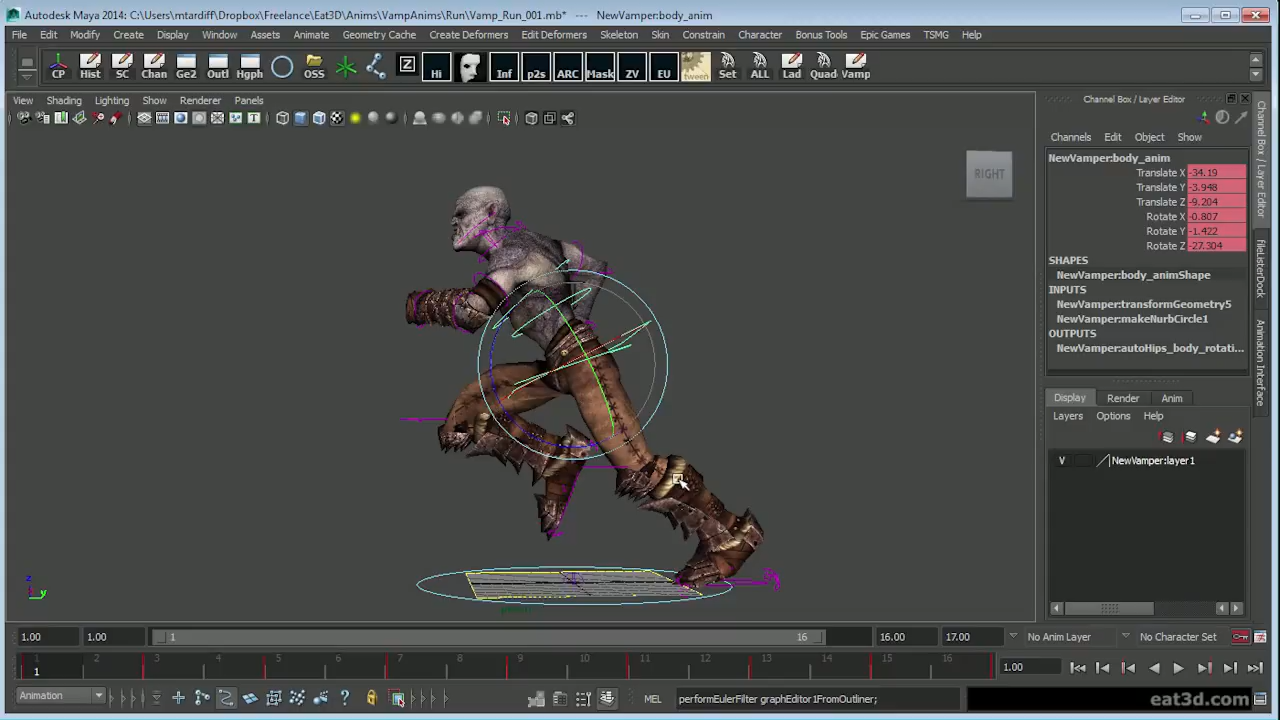 Autodesk Maya 2014: C:\Users\mtardiff\Dropbox\Freelance\Eat3D\Anims\VampAnims\Run\Vamp_Run_001.mb* --- NewVamper:body_anim
File Edit Modify Create Display Window Assets Animate Geometry Cache Create Deformers Edit Deformers Skeleton Skin Constrain Character Bonus Tools Epic Games TSMG Help
CP Hist SC Chan Ge2 Outl Hgph OSS Z Hi Inf p2s ARC Mask ZV EU tween Set ALL Lad Quad Vamp
View Shading Lighting Show Renderer Panels
Channel Box / Layer Editor
Channels Edit Object Show
NewVamper:body_anim
Translate X -34.19
Translate Y -3.948
Translate Z -9.204
Rotate X -0.807
Rotate Y -1.422
Rotate Z -27.304
SHAPES
NewVamper:body_animShape
INPUTS
NewVamper:transformGeometry5
NewVamper:makeNurbCircle1
OUTPUTS
NewVamper:autoHips_body_rotati...
Display Render Anim
Layers Options Help
V NewVamper:layer1
Channel Box / Layer Editor
fileListerDock
Animation Interface
RIGHT
z
y
1.00 1.00 1 16 16.00 17.00 No Anim Layer No Character Set
1 2 3 4 5 6 7 8 9 10 11 12 13 14 15 16
1 1.00
Animation MEL performEulerFilter graphEditor1FromOutliner;
eat3d.com